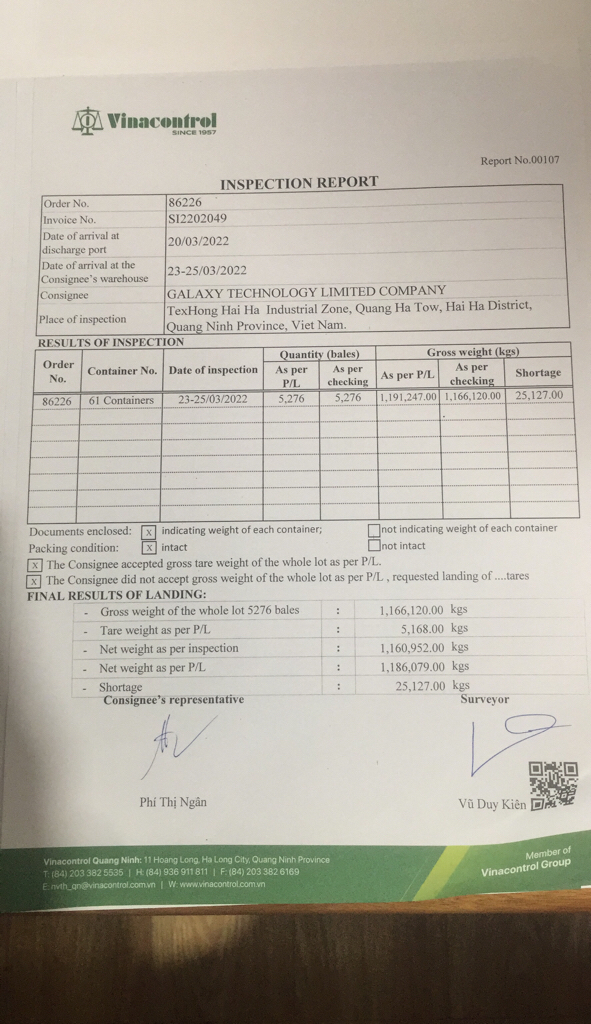 Vinacontrol
SINCE 1957
Report No.00107
INSPECTION REPORT
Order No. 86226
Invoice No. SI2202049
Date of arrival at discharge port 20/03/2022
Date of arrival at the Consignee's warehouse 23-25/03/2022
Consignee GALAXY TECHNOLOGY LIMITED COMPANY
Place of inspection TexHong Hai Ha Industrial Zone, Quang Ha Tow, Hai Ha District,
Quang Ninh Province, Viet Nam.
RESULTS OF INSPECTION
Order No. Container No. Date of inspection Quantity (bales) Gross weight (kgs)
As per P/L As per checking As per P/L As per checking Shortage
86226 61 Containers 23-25/03/2022 5,276 5,276 1,191,247.00 1,166,120.00 25,127.00
Documents enclosed: x indicating weight of each container; not indicating weight of each container
Packing condition: x intact not intact
x The Consignee accepted gross tare weight of the whole lot as per P/L.
x The Consignee did not accept gross weight of the whole lot as per P/L , requested landing of ....tares
FINAL RESULTS OF LANDING:
- Gross weight of the whole lot 5276 bales : 1,166,120.00 kgs
- Tare weight as per P/L : 5,168.00 kgs
- Net weight as per inspection : 1,160,952.00 kgs
- Net weight as per P/L : 1,186,079.00 kgs
- Shortage : 25,127.00 kgs
Consignee's representative Surveyor
Phí Thị Ngân Vũ Duy Kiên
Vinacontrol Quang Ninh: 11 Hoang Long, Ha Long City, Quang Ninh Province
T: (84) 203 382 5535 | H: (84) 936 911 811 | F: (84) 203 382 6169
E: nvth_qn@vinacontrol.com.vn | W: www.vinacontrol.com.vn
Member of
Vinacontrol Group